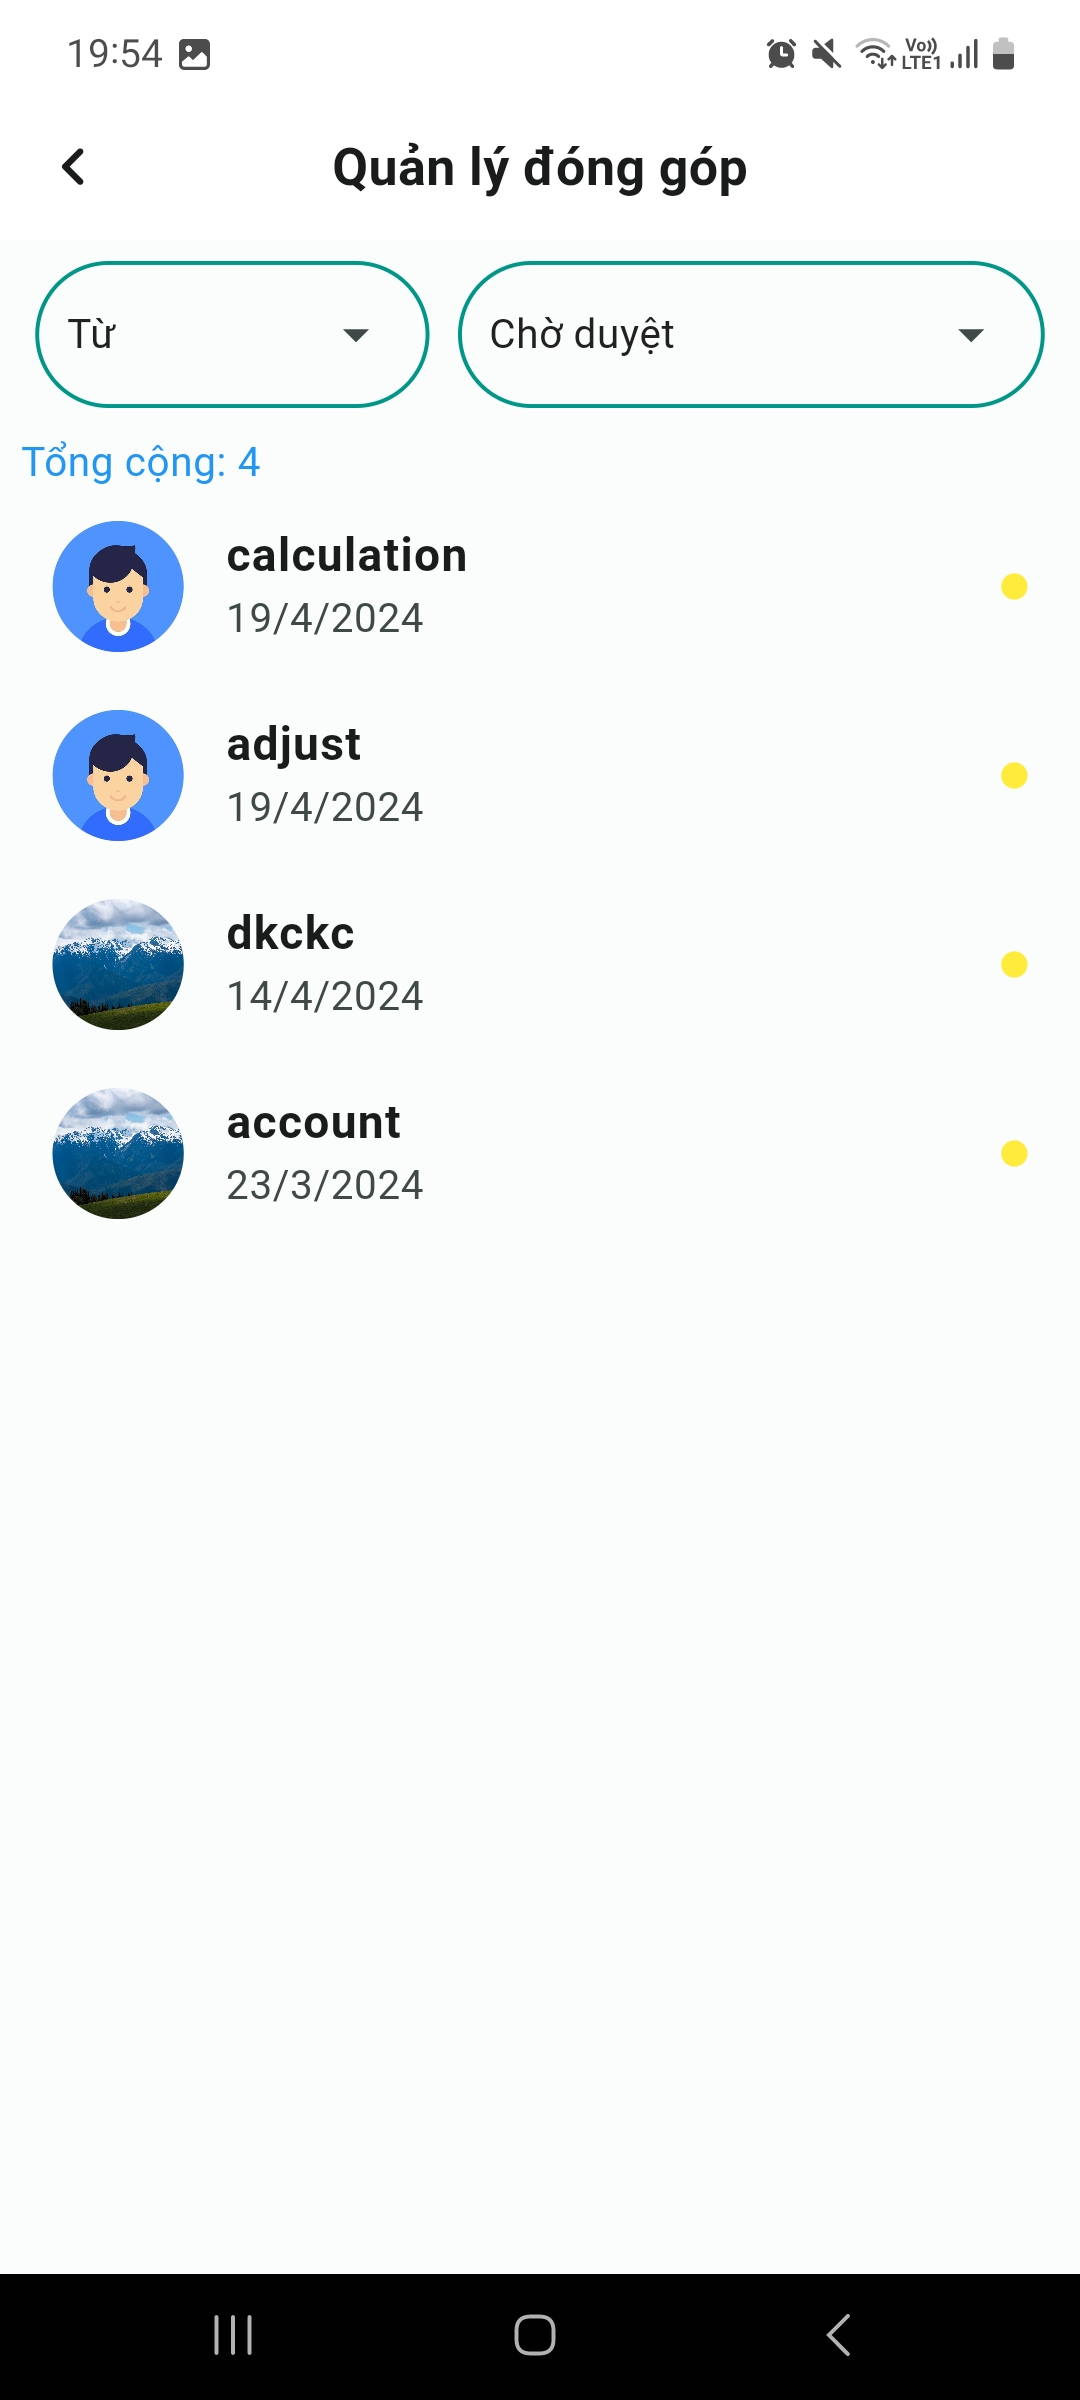 19:54
Vo))
LTE1
Quản lý đóng góp
Từ
Chờ duyệt
Tổng cộng: 4
calculation
19/4/2024
adjust
19/4/2024
dkckc
14/4/2024
account
23/3/2024